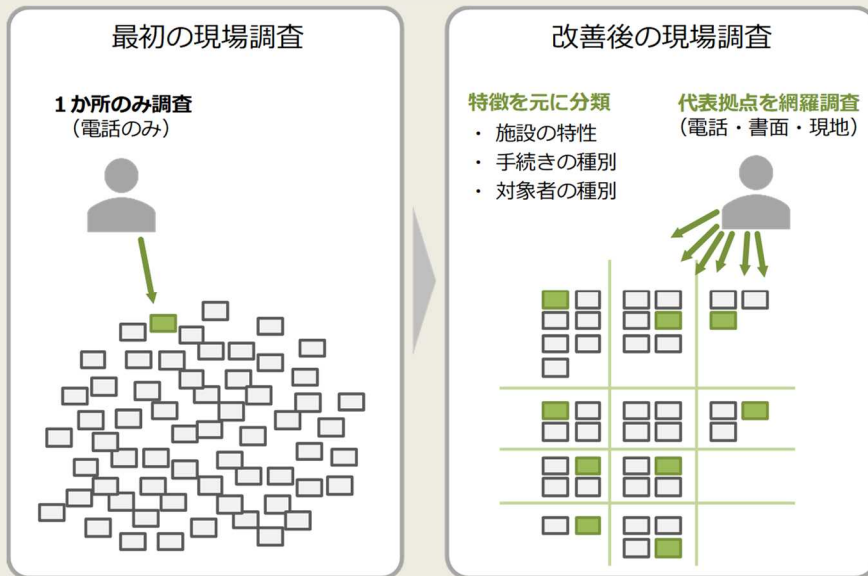 最初の現場調査
１か所のみ調査
（電話のみ）
改善後の現場調査
特徴を元に分類
・ 施設の特性
・ 手続きの種別
・ 対象者の種別
代表拠点を網羅調査
（電話・書面・現地）